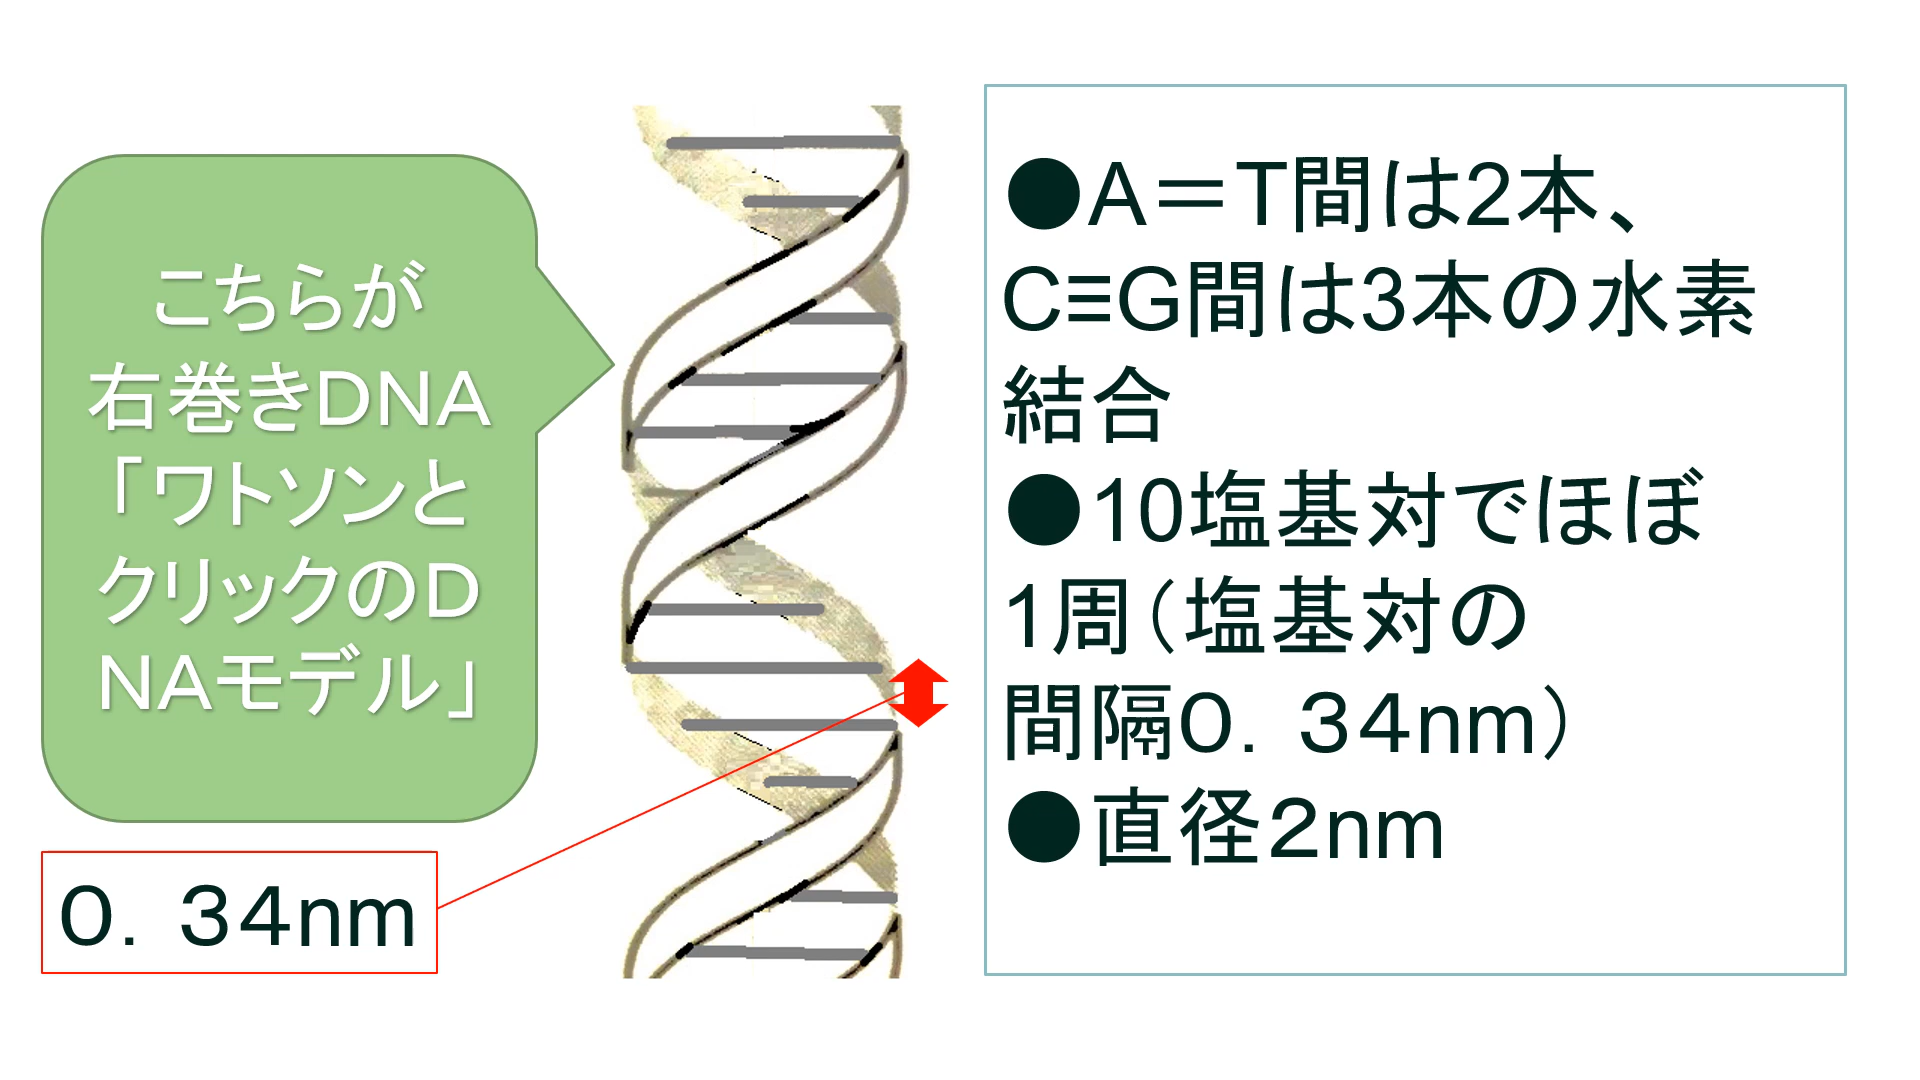 こちらが
右巻きDNA
「ワトソンと
クリックのD
NAモデル」
０．３４nm
●A＝T間は2本、
C≡G間は3本の水素
結合
●10塩基対でほぼ
1周（塩基対の
間隔０．３４nm）
●直径２nm